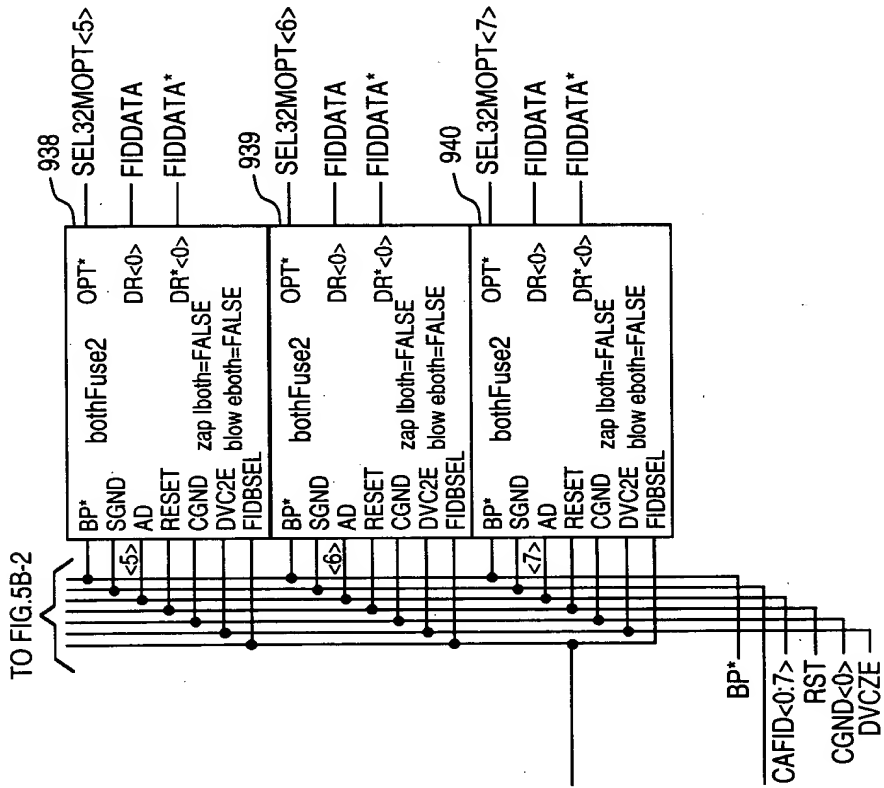 TO FIG.5B-2
938
BP*
OPT*
SEL32MOPT<5>
SGND
bothFuse2
<5>
AD
DR<0>
FIDDATA
RESET
DR*<0>
FIDDATA*
CGND
zap lboth=FALSE
DVC2E
blow eboth=FALSE
FIDBSEL
939
BP*
OPT*
SEL32MOPT<6>
SGND
bothFuse2
<6>
AD
DR<0>
FIDDATA
RESET
DR*<0>
FIDDATA*
CGND
zap lboth=FALSE
DVC2E
blow eboth=FALSE
FIDBSEL
940
BP*
OPT*
SEL32MOPT<7>
SGND
bothFuse2
<7>
AD
DR<0>
FIDDATA
RESET
DR*<0>
FIDDATA*
CGND
zap lboth=FALSE
DVC2E
blow eboth=FALSE
FIDBSEL
BP*
CAFID<0:7>
RST
CGND<0>
DVCZE